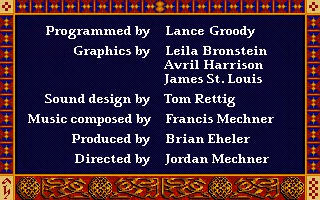 Programmed by Lance Groody
Graphics by Leila Bronstein
Avril Harrison
James St. Louis
Sound design by Tom Rettig
Music composed by Francis Mechner
Produced by Brian Eheler
Directed by Jordan Mechner